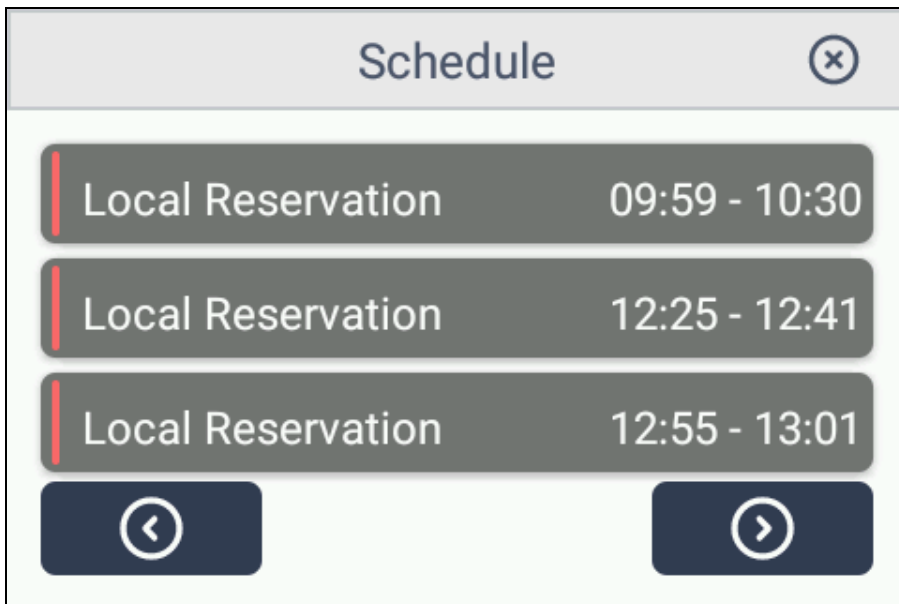 Schedule
Local Reservation 09:59 - 10:30
Local Reservation 12:25 - 12:41
Local Reservation 12:55 - 13:01